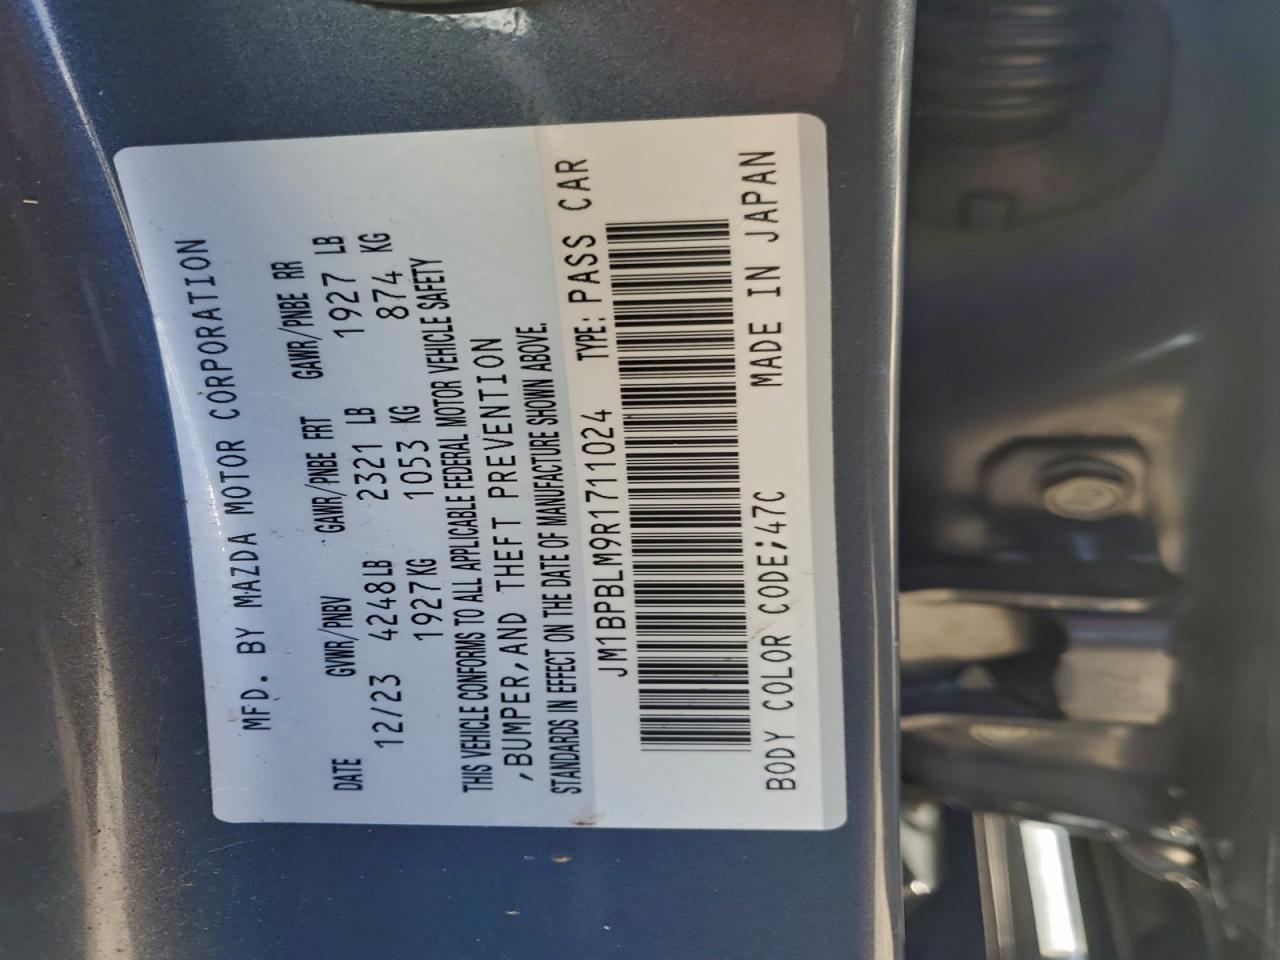 MFD. BY MAZDA MOTOR CORPORATION
DATE GVWR/PNBV GAWR/PNBE FRT GAWR/PNBE RR
12/23 4248LB 2321 LB 1927 LB
1927KG 1053 KG 874 KG
THIS VEHICLE CONFORMS TO ALL APPLICABLE FEDERAL MOTOR VEHICLE SAFETY
,BUMPER,AND THEFT PREVENTION
STANDARDS IN EFFECT ON THE DATE OF MANUFACTURE SHOWN ABOVE.
JM1BPBLM9R1711024 TYPE: PASS CAR
BODY COLOR CODE;47C MADE IN JAPAN